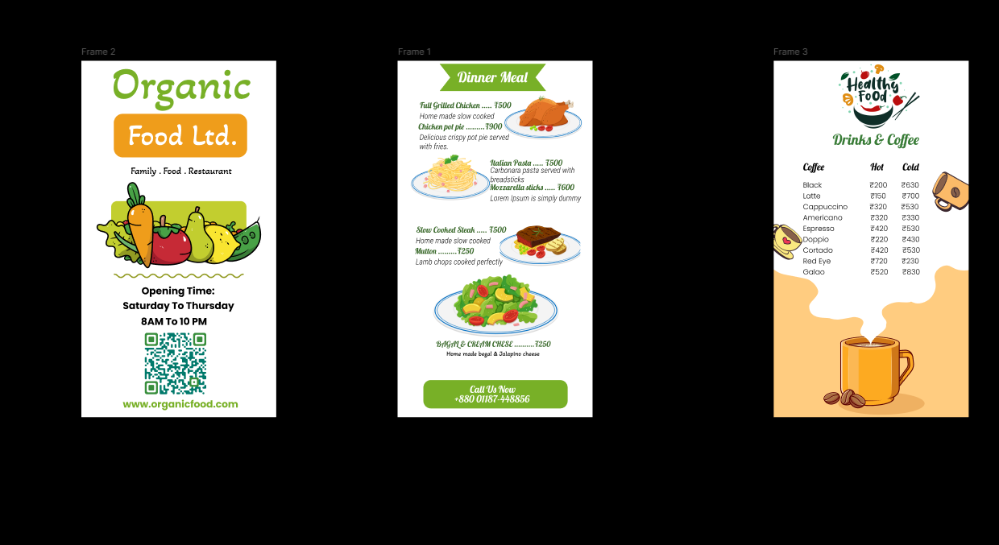 Frame 2
Organic
Food Ltd.
Family . Food . Restaurant
Opening Time:
Saturday To Thursday
8AM To 10 PM
www.organicfood.com
Frame 1
Dinner Meal
Full Grilled Chicken ..... ₹500
Home made slow cooked
Chicken pot pie .........₹900
Delicious crispy pot pie served
with fries.
Italian Pasta ..... ₹500
Carbonara pasta served with
breadsticks
Mozzarella sticks ..... ₹600
Lorem Ipsum is simply dummy
Slow Cooked Steak ..... ₹500
Home made slow cooked
Mutton .........₹250
Lamb chops cooked perfectly
BAGAL & CREAM CHESE ..........₹250
Home made begal & Jalapino cheese
Call Us Now
+880 01187-448856
Frame 3
Healthy
Food
Drinks & Coffee
Coffee Hot Cold
Black ₹200 ₹630
Latte ₹150 ₹700
Cappuccino ₹320 ₹530
Americano ₹320 ₹330
Espresso ₹420 ₹530
Doppio ₹220 ₹430
Cortado ₹420 ₹530
Red Eye ₹720 ₹230
Galao ₹520 ₹830